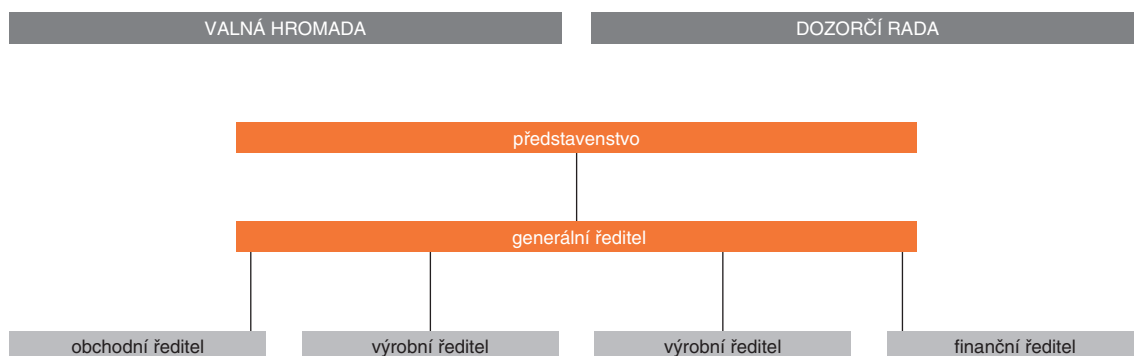 VALNÁ HROMADA
DOZORČÍ RADA
představenstvo
generální ředitel
obchodní ředitel
výrobní ředitel
výrobní ředitel
finanční ředitel